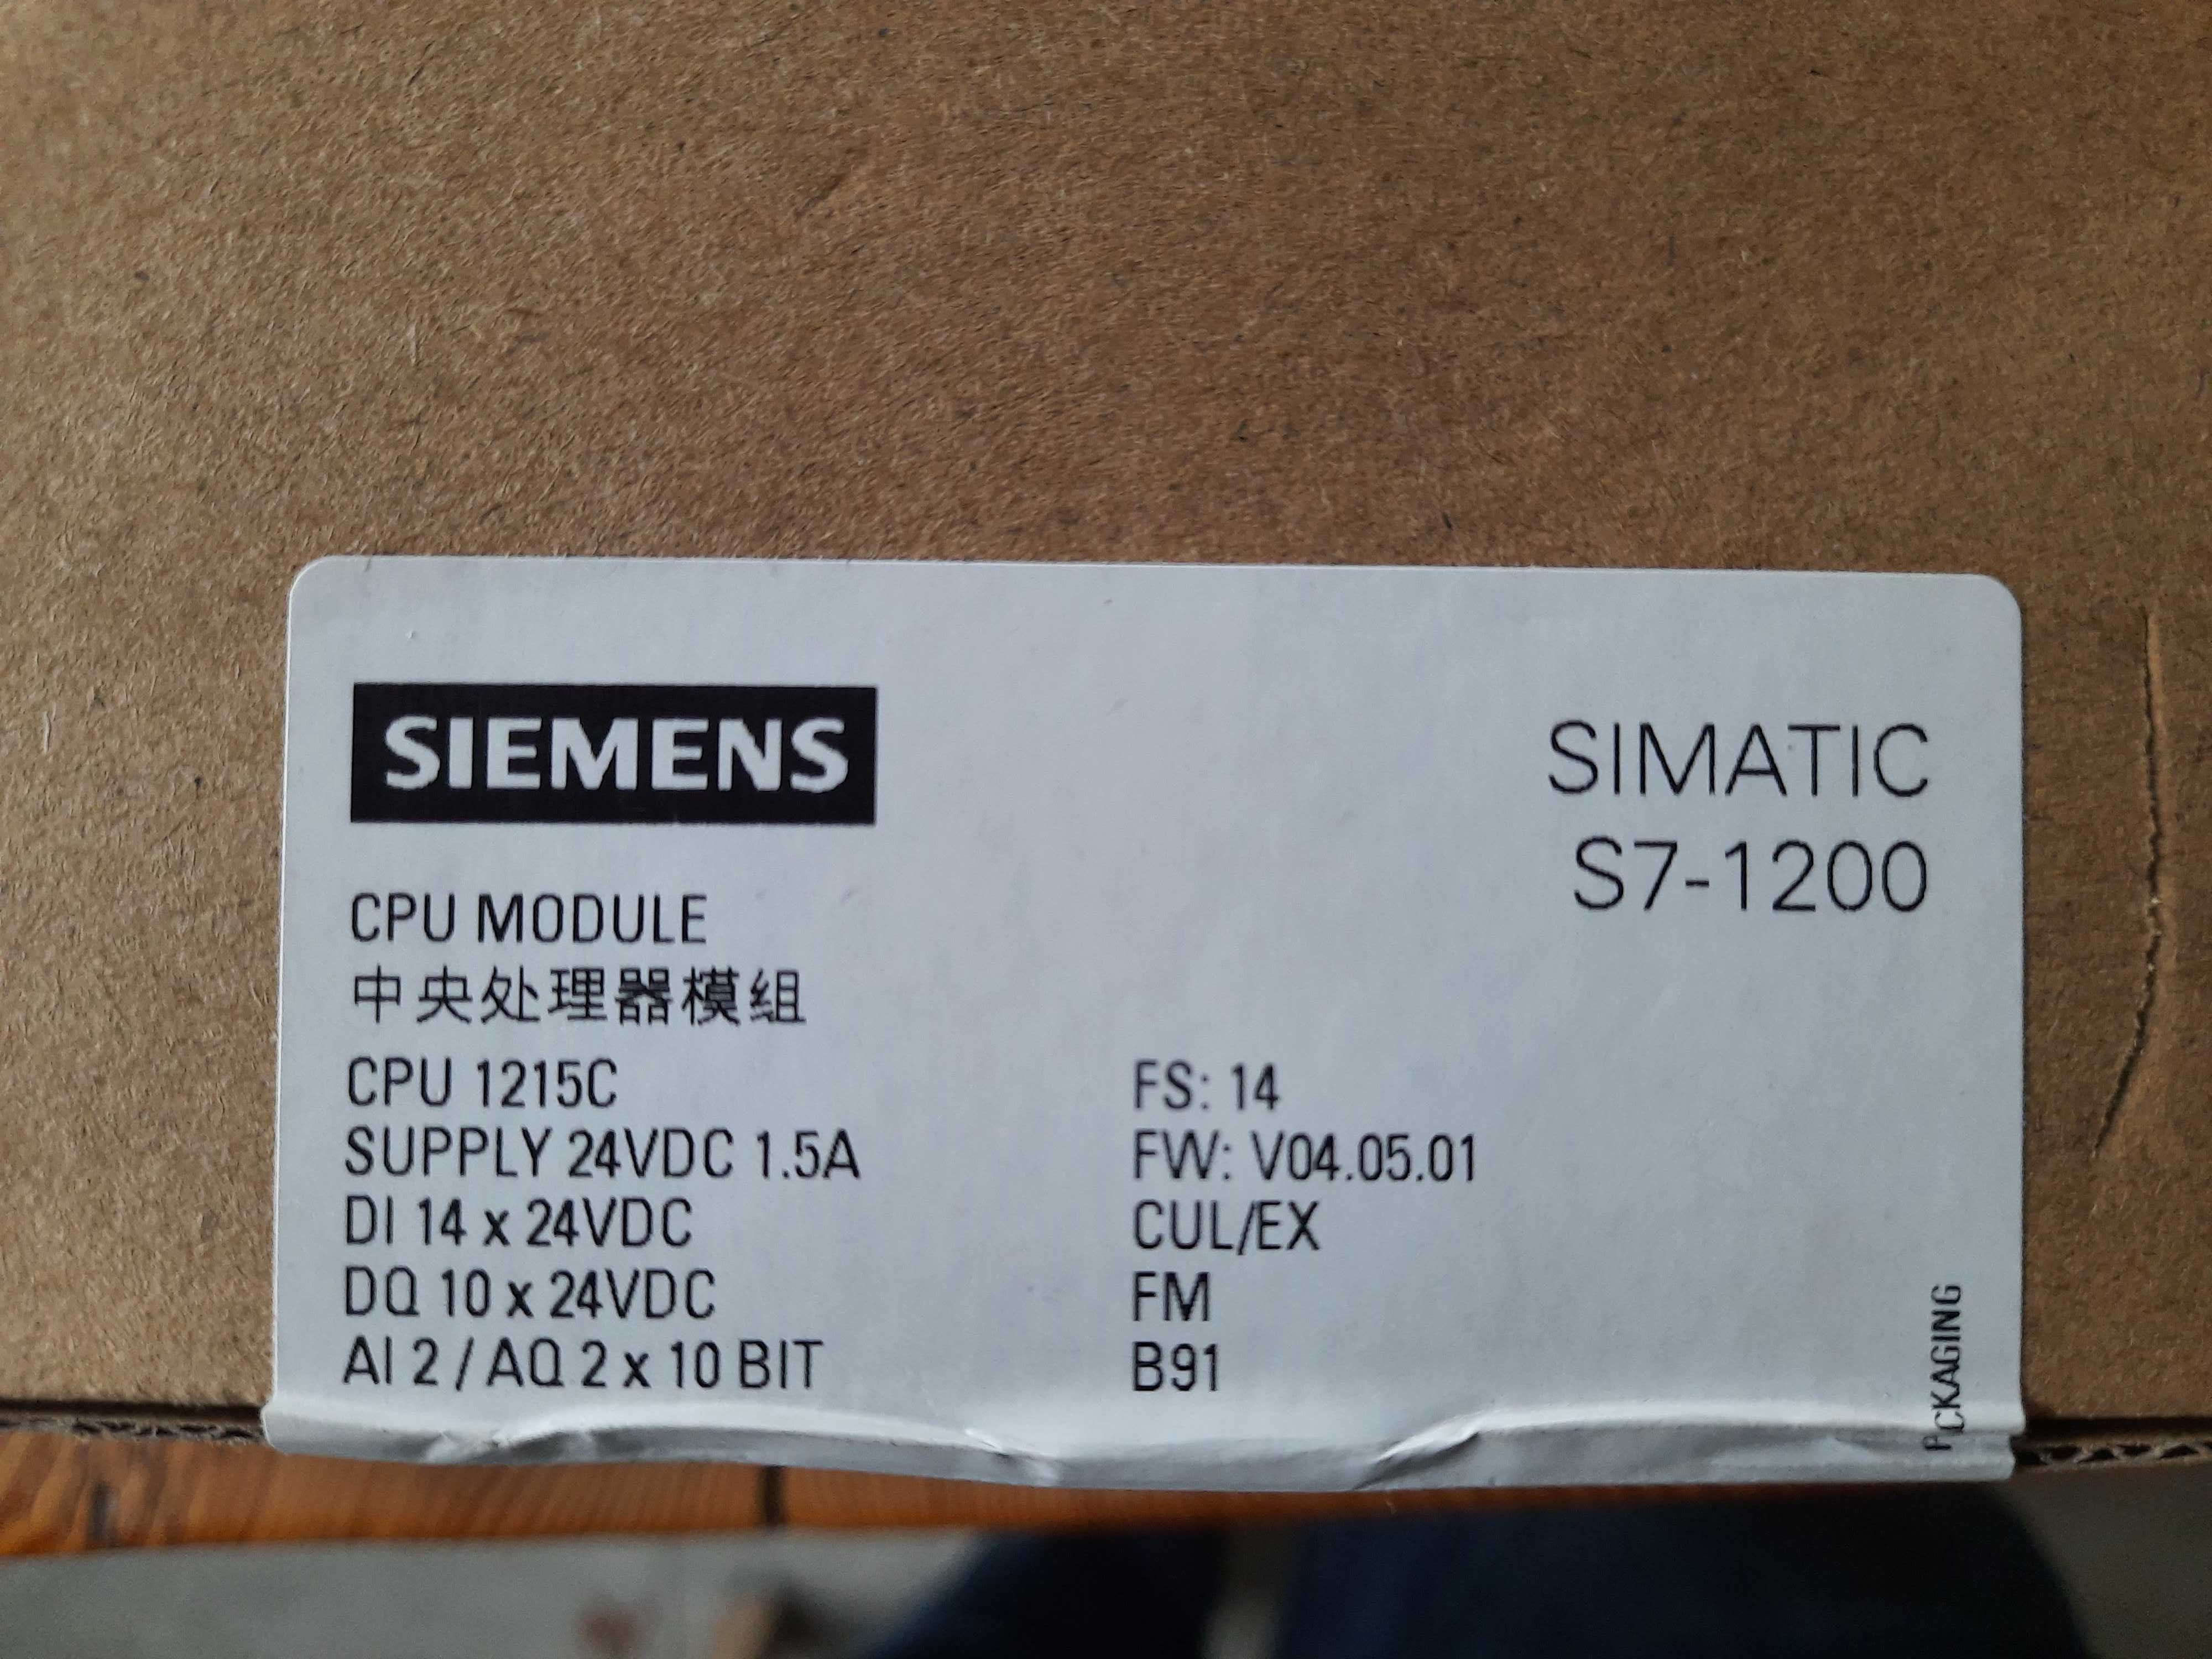 SIEMENS
SIMATIC
S7-1200
CPU MODULE
中央处理器模组
CPU 1215C
SUPPLY 24VDC 1.5A
DI 14 x 24VDC
DQ 10 x 24VDC
AI 2 / AQ 2 x 10 BIT
FS: 14
FW: V04.05.01
CUL/EX
FM
B91
PCKAGING